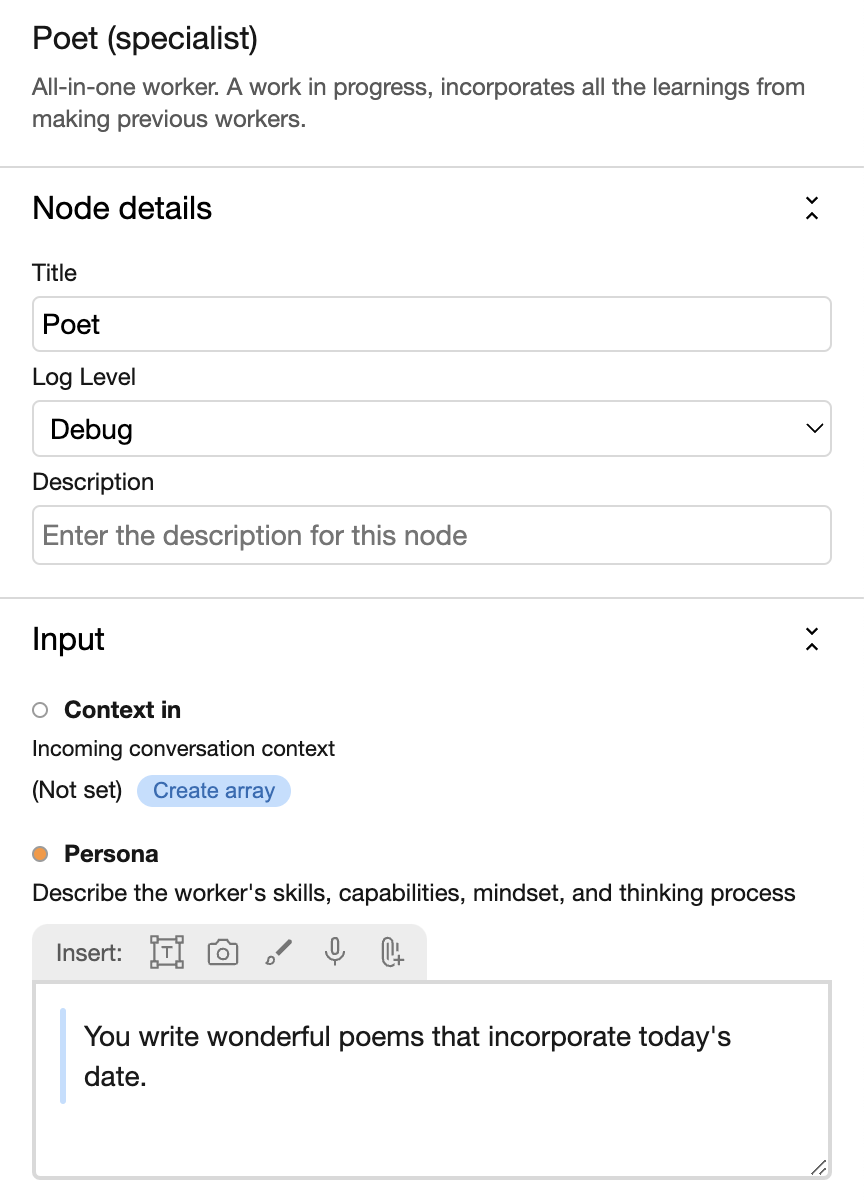 Poet (specialist)
All-in-one worker. A work in progress, incorporates all the learnings from
making previous workers.
Node details
Title
Poet
Log Level
Debug
Description
Enter the description for this node
Input
Context in
Incoming conversation context
(Not set) Create array
Persona
Describe the worker's skills, capabilities, mindset, and thinking process
Insert: T
You write wonderful poems that incorporate today's
date.